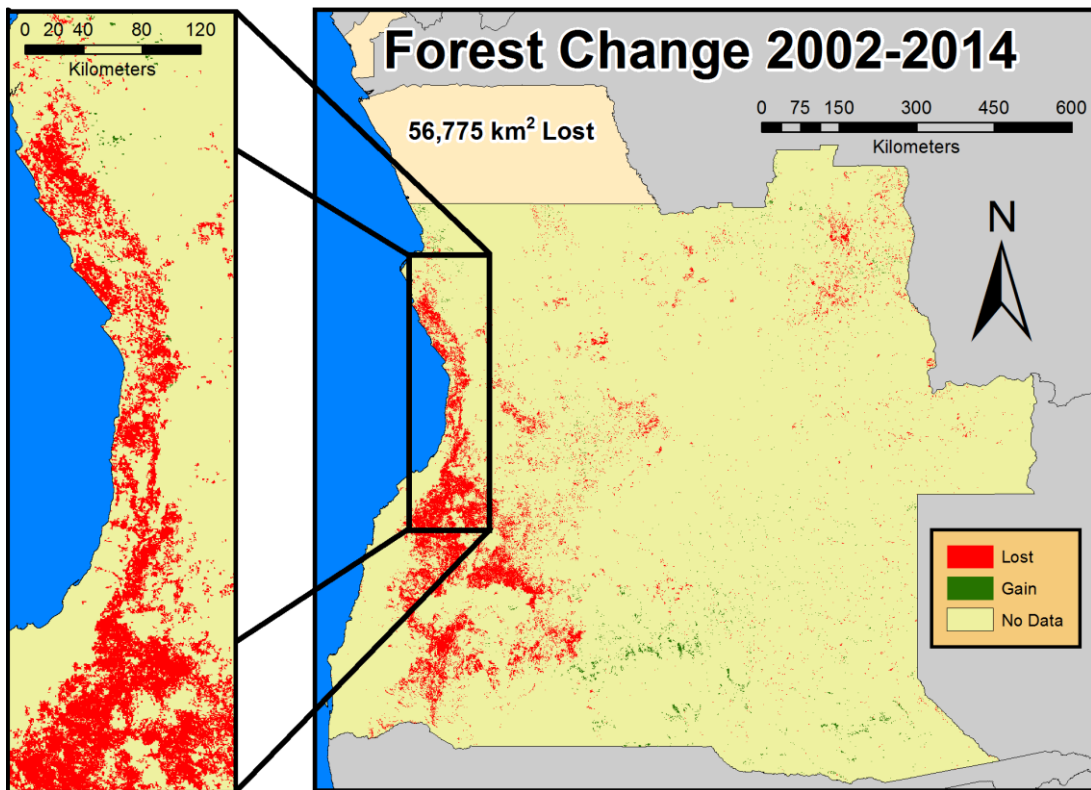 0 20 40 80 120
Kilometers
Forest Change 2002-2014
56,775 km² Lost
0 75 150 300 450 600
Kilometers
N
Lost
Gain
No Data